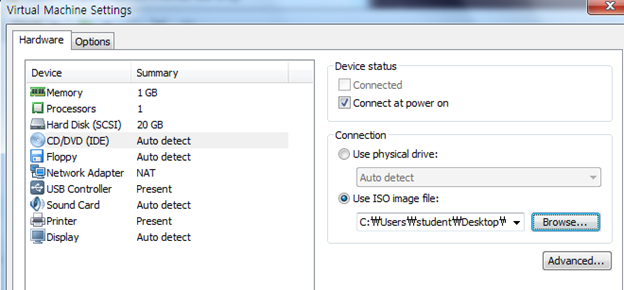 Virtual Machine Settings
Hardware Options
Device Summary
Memory 1 GB
Processors 1
Hard Disk (SCSI) 20 GB
CD/DVD (IDE) Auto detect
Floppy Auto detect
Network Adapter NAT
USB Controller Present
Sound Card Auto detect
Printer Present
Display Auto detect
Device status
Connected
Connect at power on
Connection
Use physical drive:
Auto detect
Use ISO image file:
C:₩Users₩student₩Desktop₩ Browse...
Advanced...